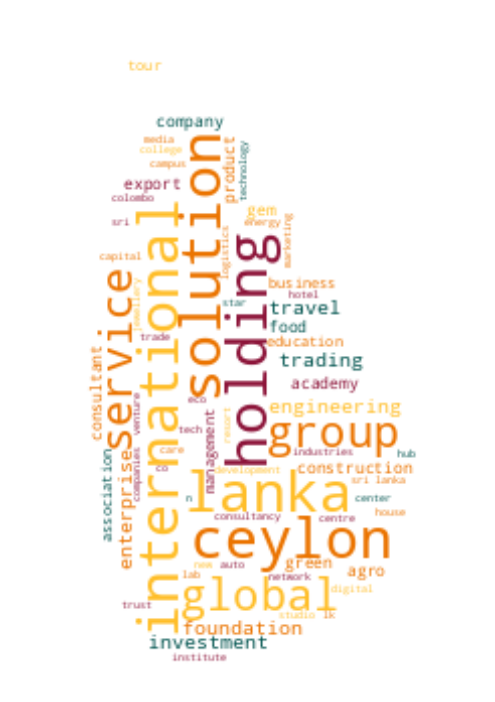 tour
company
media
college
campus
export
colombo
sri
solution
product
technology
gem
energy
marketing
logistics
international
holding
capital
service
jewellery
star
trade
business
hotel
travel
food
education
trading
academy
consultant
venture
eco
tech
management
resort
engineering
group
care
co
companies
enterprise
association
industries
hub
development
construction
sri lanka
lanka
n
center
consultancy
centre
house
ceylon
new
auto
green
lab
network
agro
global
digital
trust
studio
lk
foundation
investment
institute